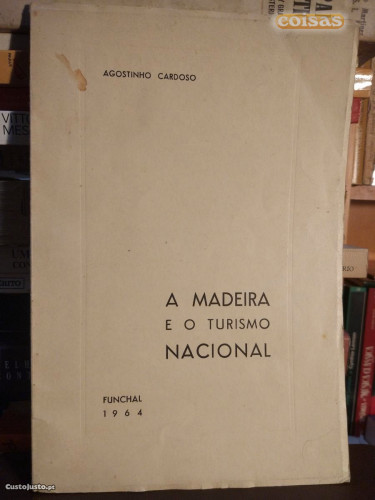 coisas
AGOSTINHO CARDOSO
A MADEIRA
E O TURISMO
NACIONAL
FUNCHAL
1964
CustoJusto.pt